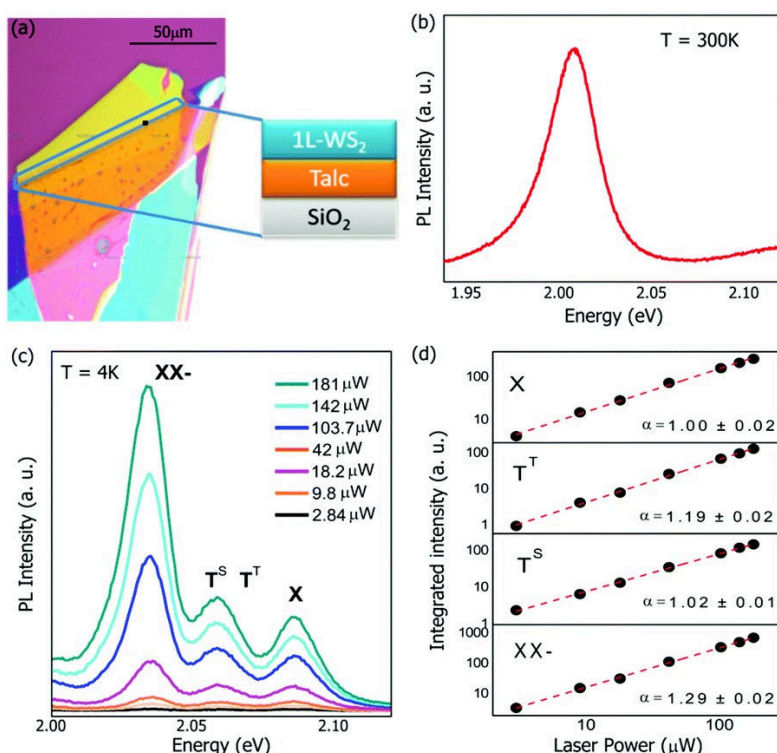 (a)
50μm
1L-WS2
Talc
SiO2
(b)
T = 300K
PL Intensity (a. u.)
1.95
2.00
2.05
2.10
Energy (eV)
(c)
T = 4K
XX-
181 μW
142 μW
103.7 μW
42 μW
18.2 μW
9.8 μW
2.84 μW
TS
TT
X
PL Intensity (a. u.)
2.00
2.05
2.10
Energy (eV)
(d)
Integrated intensity (a. u.)
100
10
X
α = 1.00 ± 0.02
100
10
1
TT
α = 1.19 ± 0.02
100
10
1
TS
α = 1.02 ± 0.01
1000
100
10
XX-
α = 1.29 ± 0.02
10
100
Laser Power (μW)